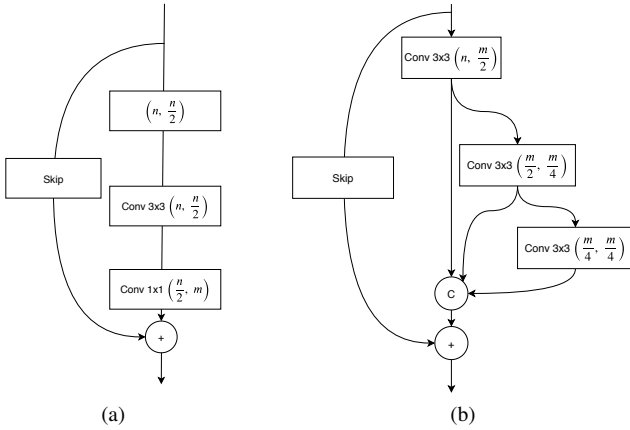 (n, n/2)
Skip
Conv 3x3 (n, n/2)
Conv 1x1 (n/2, m)
+
(a)
Conv 3x3 (n, m/2)
Conv 3x3 (m/2, m/4)
Skip
Conv 3x3 (m/4, m/4)
C
+
(b)